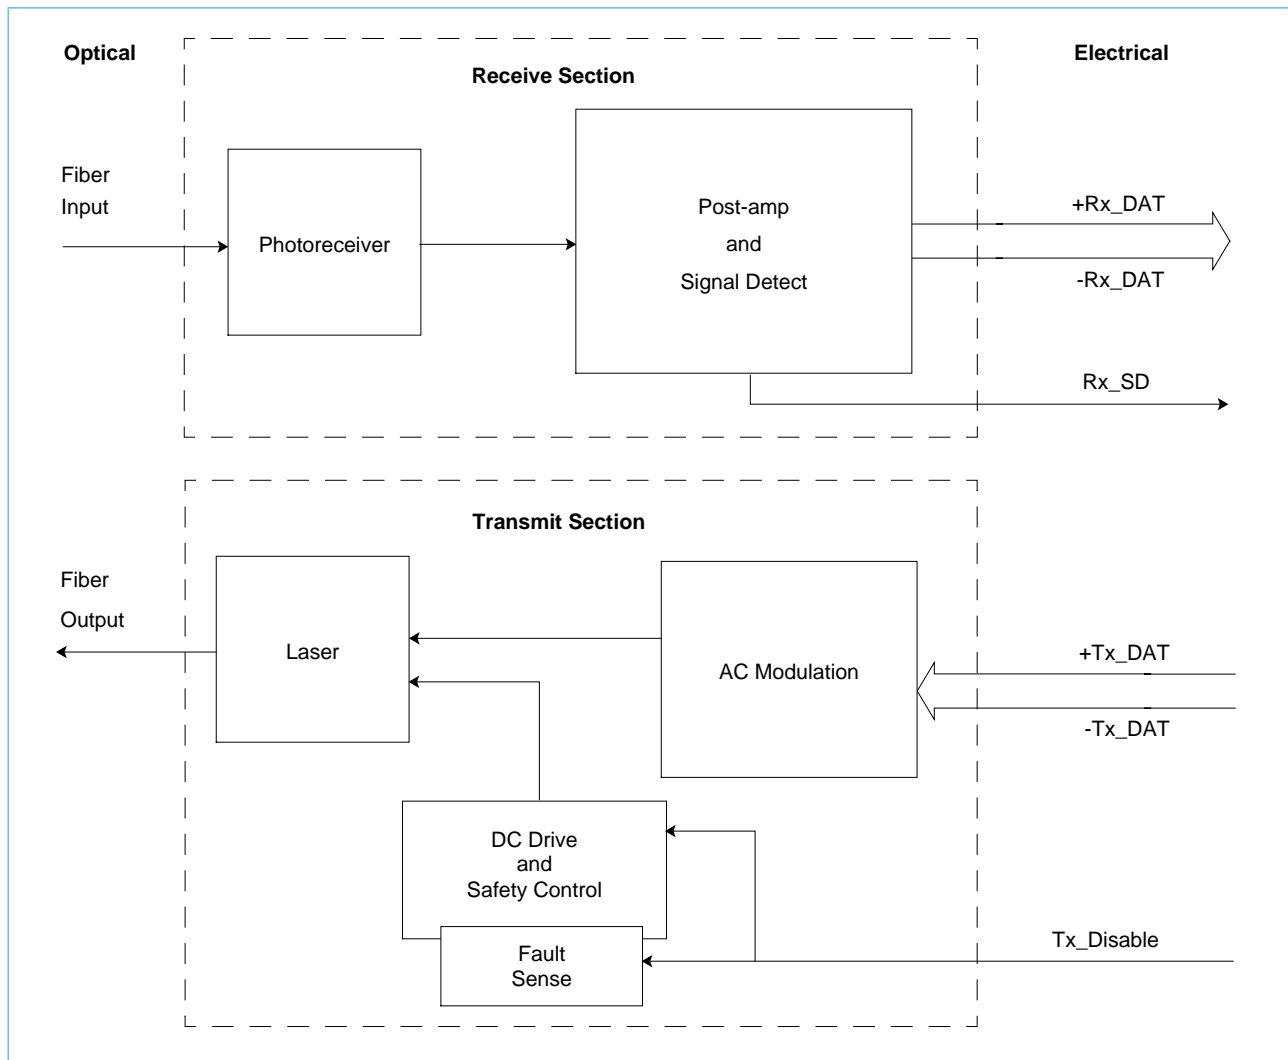 Optical
Receive Section
Electrical
Fiber
Input
Photoreceiver
Post-amp
and
Signal Detect
+Rx_DAT
-Rx_DAT
Rx_SD
Transmit Section
Fiber
Output
Laser
AC Modulation
+Tx_DAT
-Tx_DAT
DC Drive
and
Safety Control
Fault
Sense
Tx_Disable